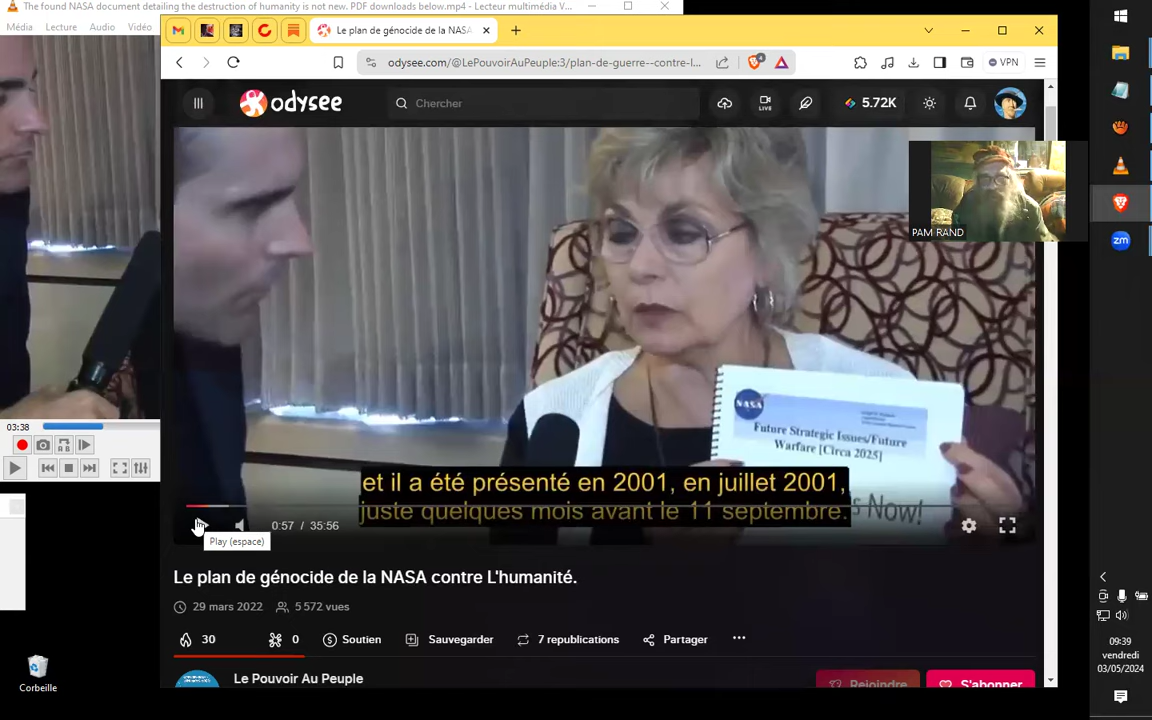 The found NASA document detailing the destruction of humanity is not new. PDF downloads below.mp4 - Lecteur multimédia V...
Média Lecture Audio Vidéo
Le plan de génocide de la NASA
odysee.com/@LePouvoirAuPeuple:3/plan-de-guerre--contre-l...
4
VPN
odysee
Chercher
LIVE
5.72K
PAM RAND
zm
NASA
Future Strategic Issues/Future
Warfare [Circa 2025]
Now!
et il a été présenté en 2001, en juillet 2001,
juste quelques mois avant le 11 septembre.
03:38
0:57 / 35:56
Play (espace)
Le plan de génocide de la NASA contre L'humanité.
29 mars 2022 5 572 vues
30 0 Soutien Sauvegarder 7 republications Partager
Le Pouvoir Au Peuple
Rejoindre S'abonner
Corbeille
09:39
vendredi
03/05/2024